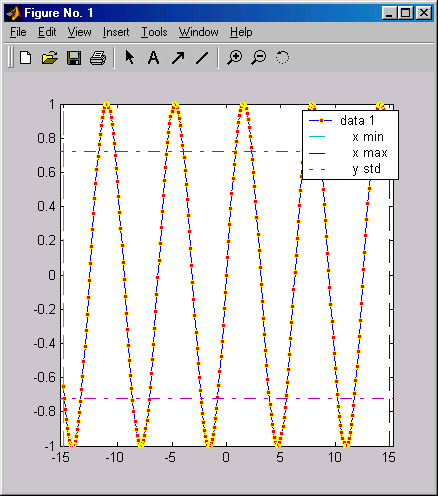 Figure No. 1
File Edit View Insert Tools Window Help
A
data 1
x min
x max
y std
1
0.8
0.6
0.4
0.2
0
-0.2
-0.4
-0.6
-0.8
-1
-15 -10 -5 0 5 10 15